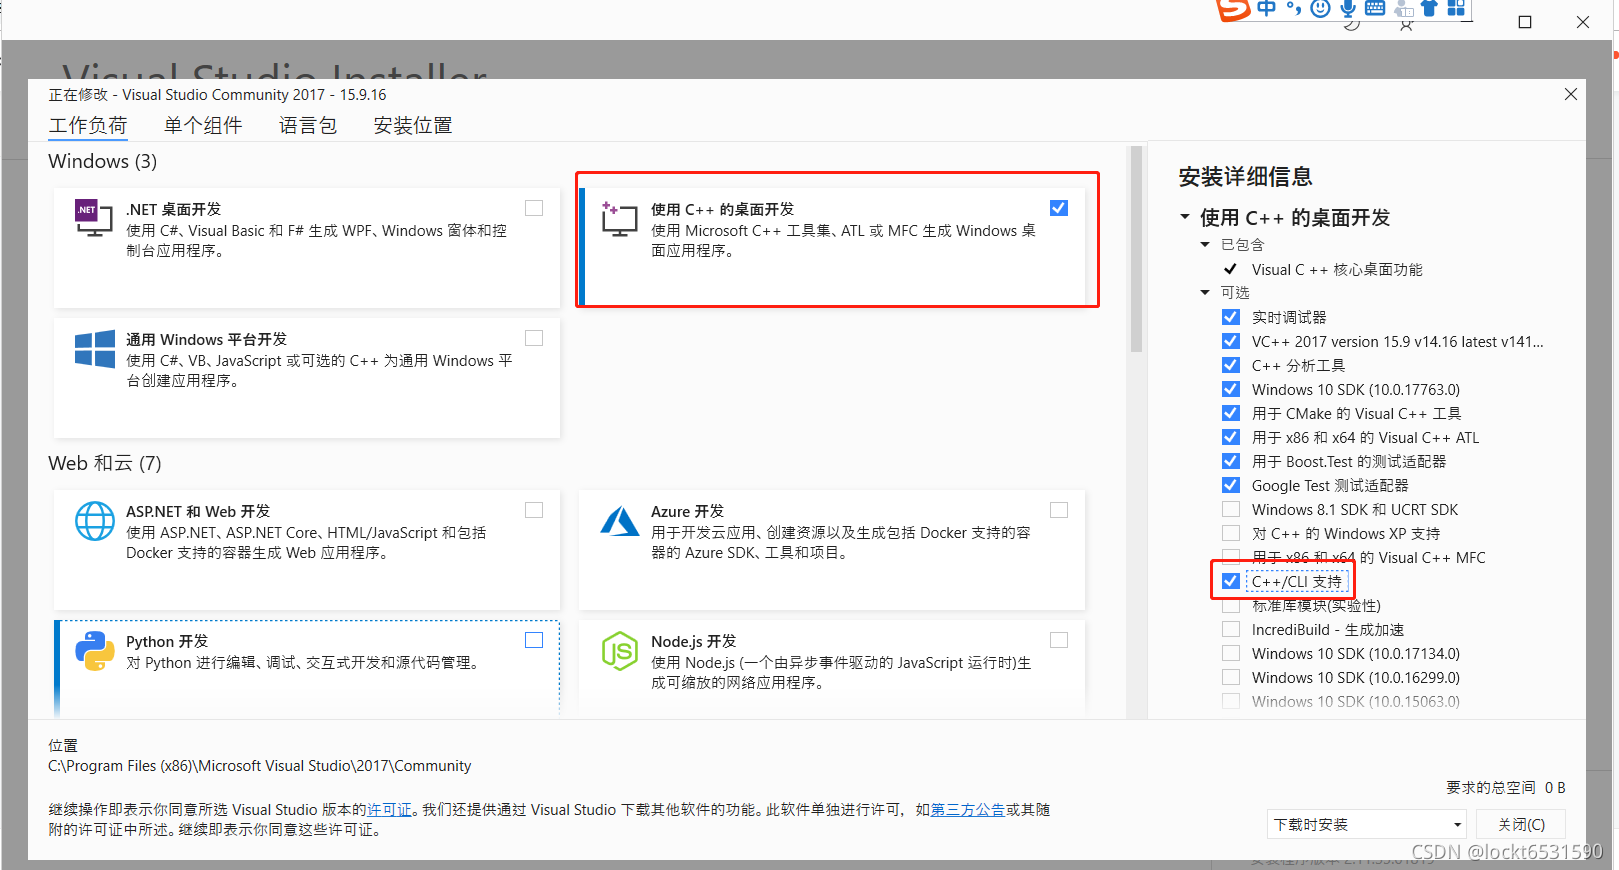 中
Visual Studio Installer
正在修改 - Visual Studio Community 2017 - 15.9.16
工作负荷 单个组件 语言包 安装位置
Windows (3)
.NET
.NET 桌面开发
使用 C#、Visual Basic 和 F# 生成 WPF、Windows 窗体和控
制台应用程序。
使用 C++ 的桌面开发
使用 Microsoft C++ 工具集、ATL 或 MFC 生成 Windows 桌
面应用程序。
通用 Windows 平台开发
使用 C#、VB、JavaScript 或可选的 C++ 为通用 Windows 平
台创建应用程序。
Web 和云 (7)
ASP.NET 和 Web 开发
使用 ASP.NET、ASP.NET Core、HTML/JavaScript 和包括
Docker 支持的容器生成 Web 应用程序。
Azure 开发
用于开发云应用、创建资源以及生成包括 Docker 支持的容
器的 Azure SDK、工具和项目。
Python 开发
对 Python 进行编辑、调试、交互式开发和源代码管理。
JS
Node.js 开发
使用 Node.js (一个由异步事件驱动的 JavaScript 运行时)生
成可缩放的网络应用程序。
安装详细信息
使用 C++ 的桌面开发
已包含
Visual C ++ 核心桌面功能
可选
实时调试器
VC++ 2017 version 15.9 v14.16 latest v141...
C++ 分析工具
Windows 10 SDK (10.0.17763.0)
用于 CMake 的 Visual C++ 工具
用于 x86 和 x64 的 Visual C++ ATL
用于 Boost.Test 的测试适配器
Google Test 测试适配器
Windows 8.1 SDK 和 UCRT SDK
对 C++ 的 Windows XP 支持
用于 x86 和 x64 的 Visual C++ MFC
C++/CLI 支持
标准库模块(实验性)
IncrediBuild - 生成加速
Windows 10 SDK (10.0.17134.0)
Windows 10 SDK (10.0.16299.0)
Windows 10 SDK (10.0.15063.0)
位置
C:\Program Files (x86)\Microsoft Visual Studio\2017\Community
要求的总空间 0 B
继续操作即表示你同意所选 Visual Studio 版本的许可证。我们还提供通过 Visual Studio 下载其他软件的功能。此软件单独进行许可，如第三方公告或其随
附的许可证中所述。继续即表示你同意这些许可证。
下载时安装
关闭(C)
CSDN @lockt6531590